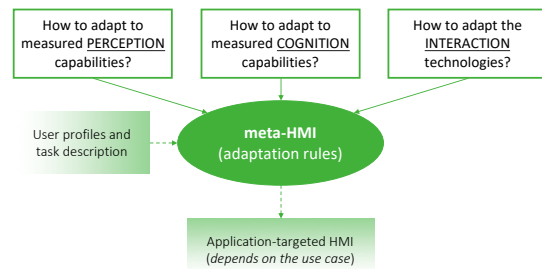 How to adapt to
measured PERCEPTION
capabilities?
How to adapt to
measured COGNITION
capabilities?
How to adapt the
INTERACTION
technologies?
User profiles and
task description
meta-HMI
(adaptation rules)
Application-targeted HMI
(depends on the use case)